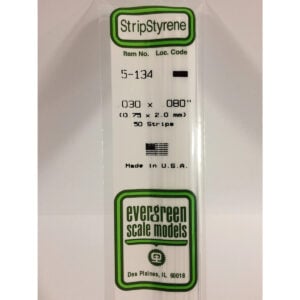 StripStyrene
Item No. Loc. Code
5-134
.030 x .080"
(0.75 x 2.0 mm)
50 Strips
Made in U.S.A.
evergreen
scale models
Des Plaines, IL 60018